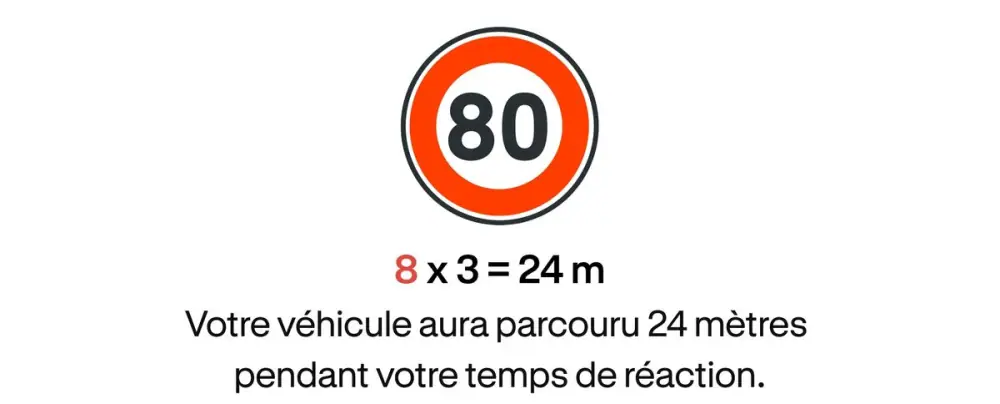 80
8 x 3 = 24 m
Votre véhicule aura parcouru 24 mètres
pendant votre temps de réaction.